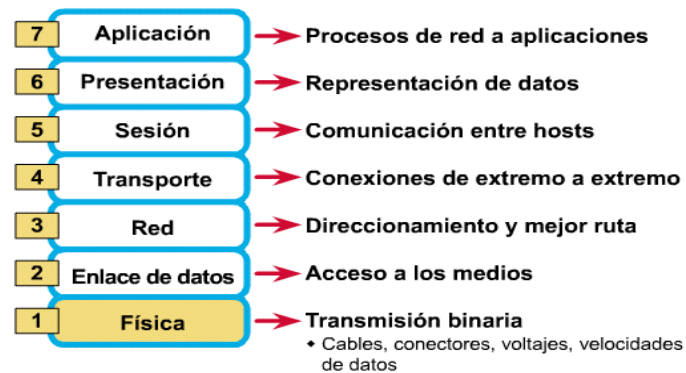 7 Aplicación Procesos de red a aplicaciones
6 Presentación Representación de datos
5 Sesión Comunicación entre hosts
4 Transporte Conexiones de extremo a extremo
3 Red Direccionamiento y mejor ruta
2 Enlace de datos Acceso a los medios
1 Física Transmisión binaria
Cables, conectores, voltajes, velocidades
de datos